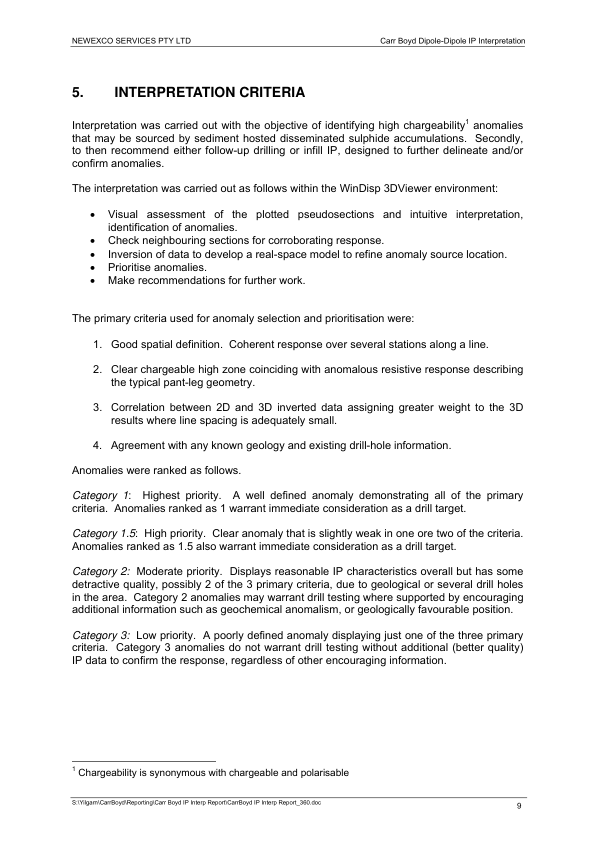 NEWEXCO SERVICES PTY LTD Carr Boyd Dipole-Dipole IP Interpretation
5. INTERPRETATION CRITERIA
Interpretation was carried out with the objective of identifying high chargeability1 anomalies
that may be sourced by sediment hosted disseminated sulphide accumulations. Secondly,
to then recommend either follow-up drilling or infill IP, designed to further delineate and/or
confirm anomalies.
The interpretation was carried out as follows within the WinDisp 3DViewer environment:
• Visual assessment of the plotted pseudosections and intuitive interpretation,
identification of anomalies.
• Check neighbouring sections for corroborating response.
• Inversion of data to develop a real-space model to refine anomaly source location.
• Prioritise anomalies.
• Make recommendations for further work.
The primary criteria used for anomaly selection and prioritisation were:
1. Good spatial definition. Coherent response over several stations along a line.
2. Clear chargeable high zone coinciding with anomalous resistive response describing
the typical pant-leg geometry.
3. Correlation between 2D and 3D inverted data assigning greater weight to the 3D
results where line spacing is adequately small.
4. Agreement with any known geology and existing drill-hole information.
Anomalies were ranked as follows.
Category 1: Highest priority. A well defined anomaly demonstrating all of the primary
criteria. Anomalies ranked as 1 warrant immediate consideration as a drill target.
Category 1.5: High priority. Clear anomaly that is slightly weak in one ore two of the criteria.
Anomalies ranked as 1.5 also warrant immediate consideration as a drill target.
Category 2: Moderate priority. Displays reasonable IP characteristics overall but has some
detractive quality, possibly 2 of the 3 primary criteria, due to geological or several drill holes
in the area. Category 2 anomalies may warrant drill testing where supported by encouraging
additional information such as geochemical anomalism, or geologically favourable position.
Category 3: Low priority. A poorly defined anomaly displaying just one of the three primary
criteria. Category 3 anomalies do not warrant drill testing without additional (better quality)
IP data to confirm the response, regardless of other encouraging information.
1 Chargeability is synonymous with chargeable and polarisable
S:\Yilgarn\CarrBoyd\Reporting\Carr Boyd IP Interp Report\CarrBoyd IP Interp Report_360.doc 9